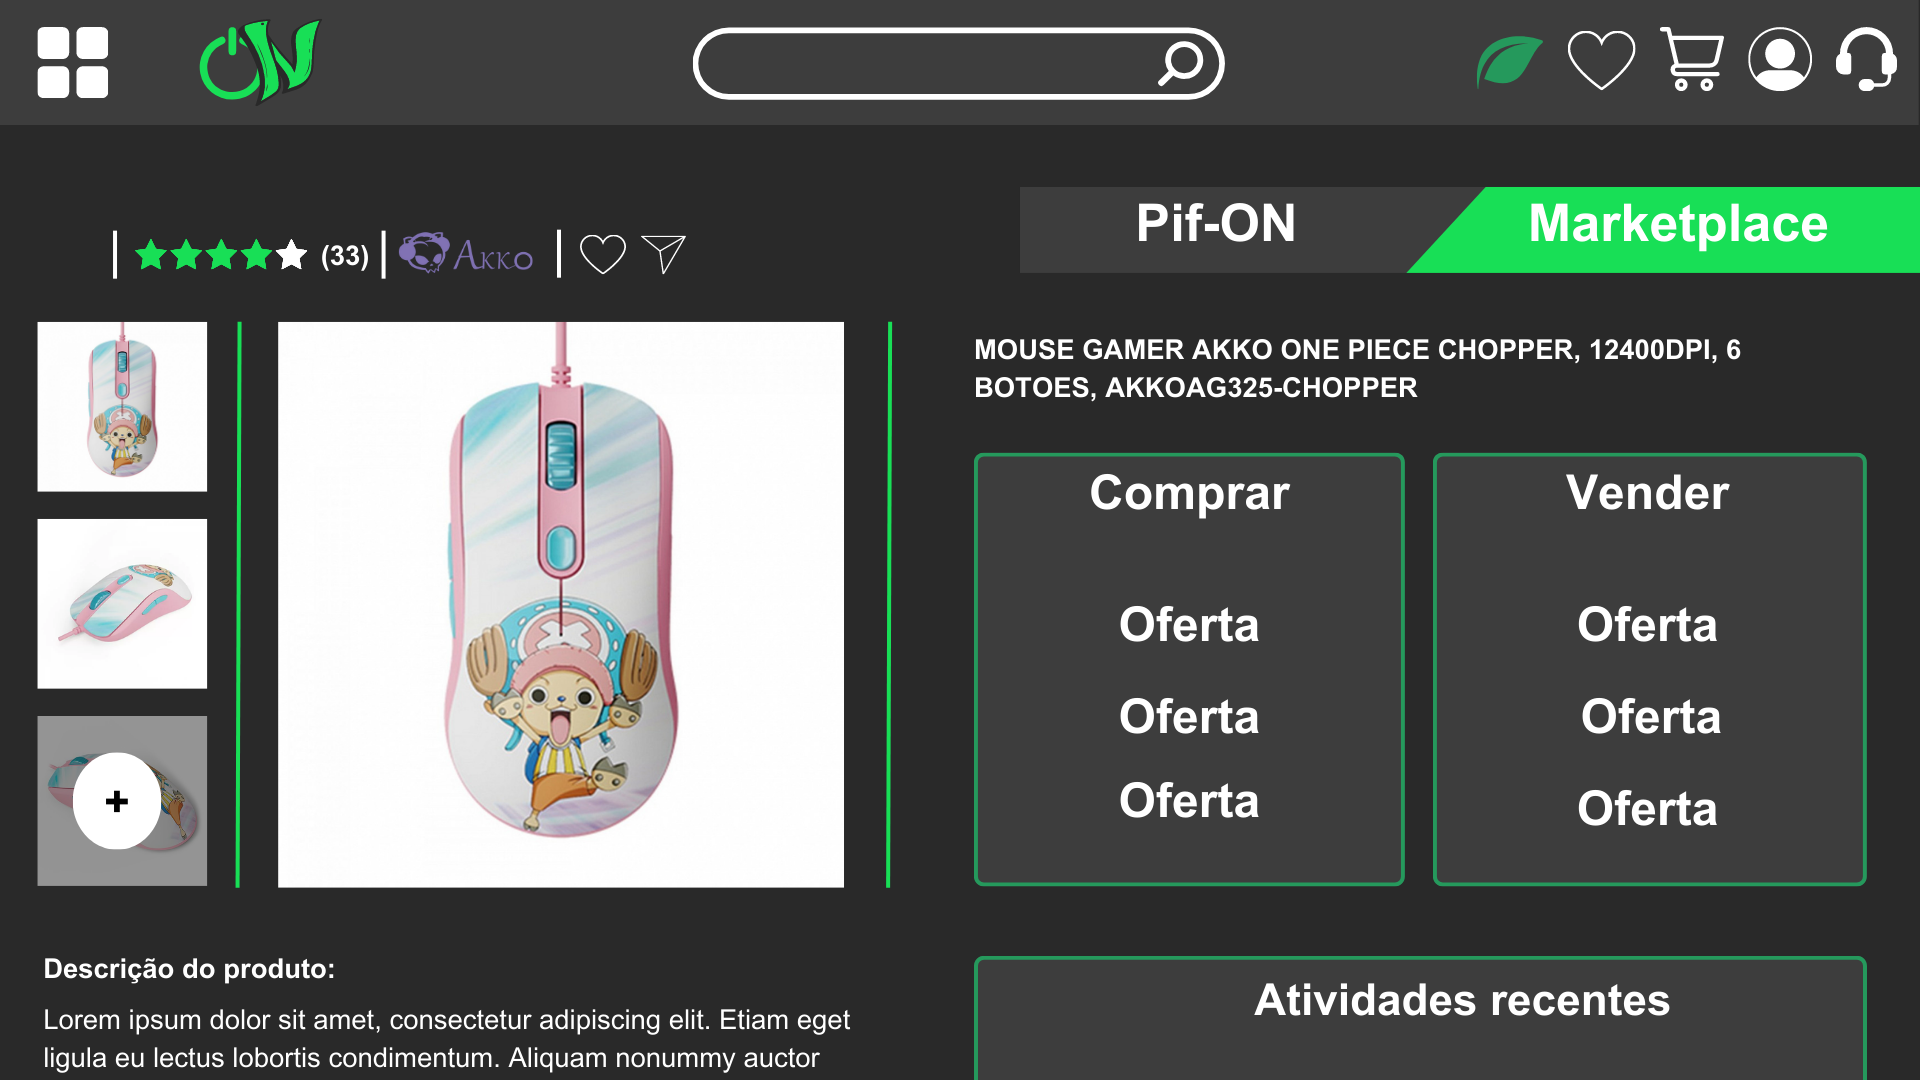 ON
Pif-ON
Marketplace
(33)
AKKO
MOUSE GAMER AKKO ONE PIECE CHOPPER, 12400DPI, 6
BOTOES, AKKOAG325-CHOPPER
Comprar
Oferta
Oferta
Oferta
Vender
Oferta
Oferta
Oferta
+
Descrição do produto:
Lorem ipsum dolor sit amet, consectetur adipiscing elit. Etiam eget
ligula eu lectus lobortis condimentum. Aliquam nonummy auctor
Atividades recentes